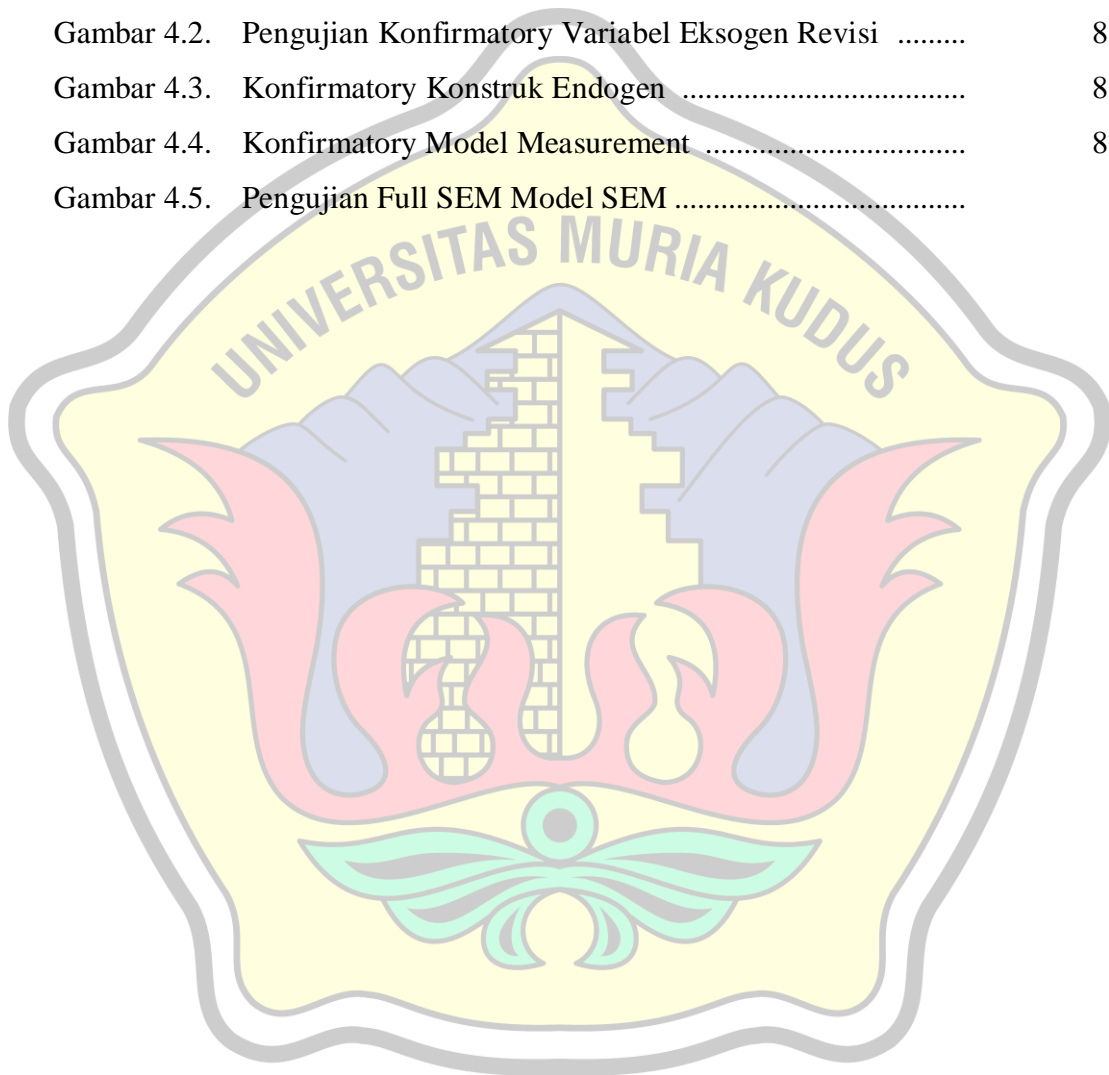 Gambar 4.2. Pengujian Konfirmatory Variabel Eksogen Revisi ......... 8
Gambar 4.3. Konfirmatory Konstruk Endogen ................................... 8
Gambar 4.4. Konfirmatory Model Measurement ................................ 8
Gambar 4.5. Pengujian Full SEM Model SEM ....................................
UNIVERSITAS MURIA KUDUS